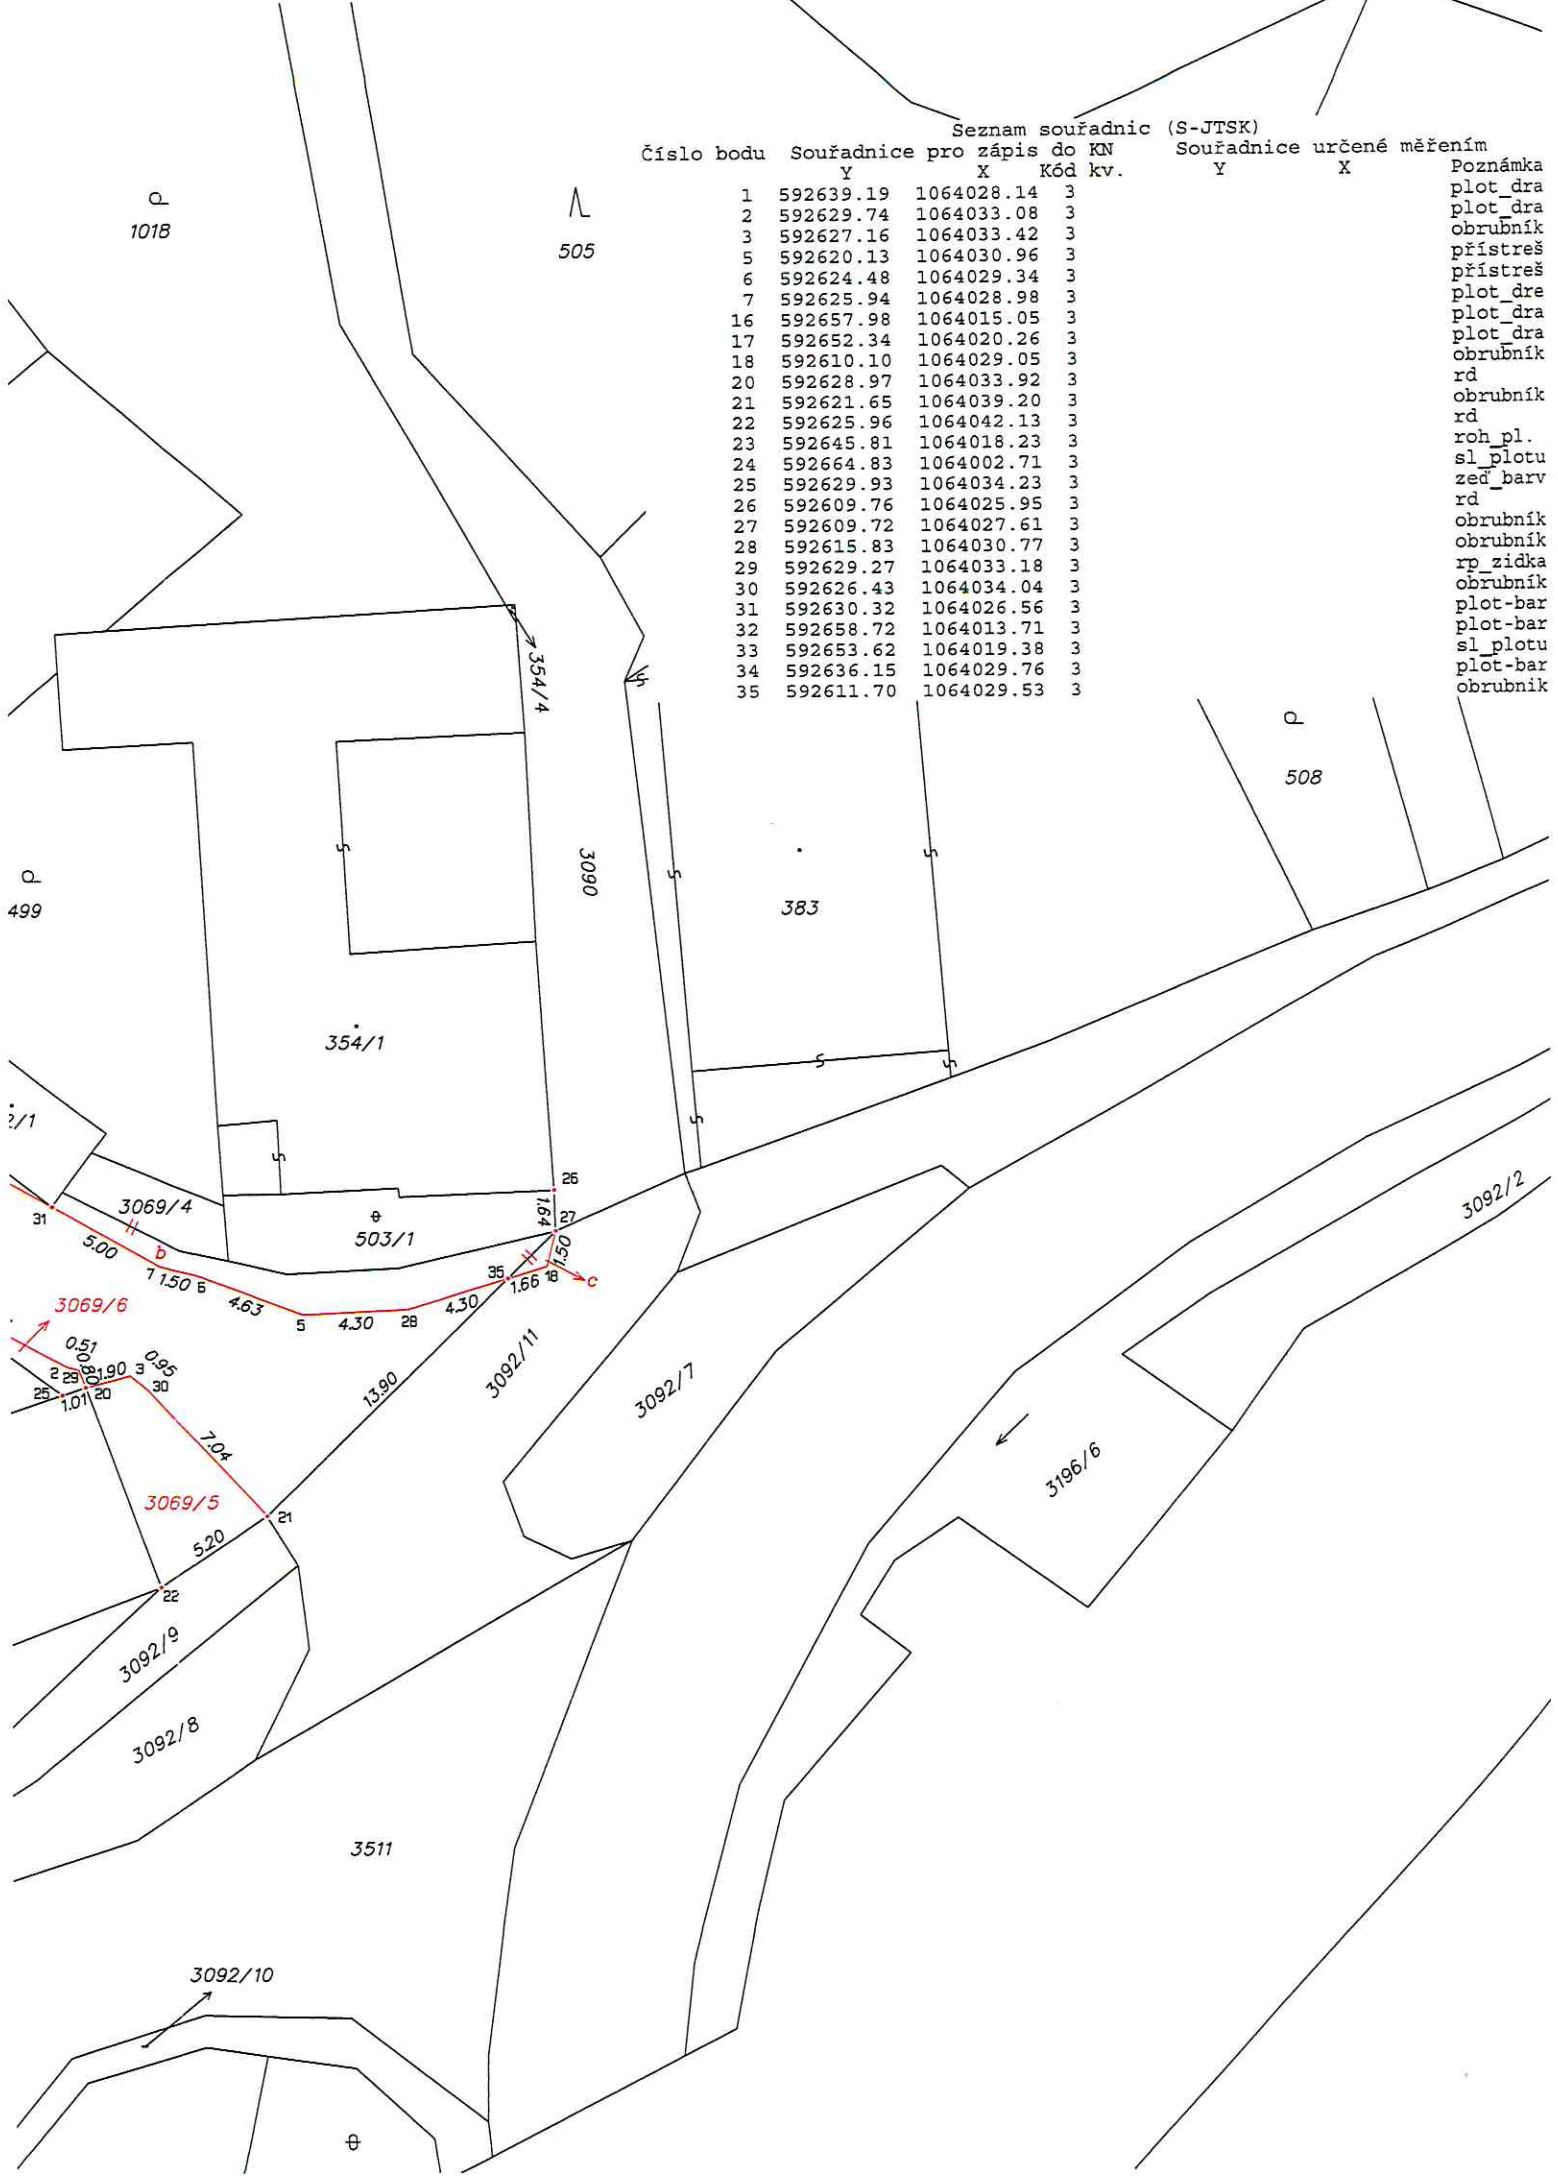 Seznam souřadnic (S-JTSK)
Číslo bodu Souřadnice pro zápis do KN Souřadnice určené měřením
Y X Kód kv. Y X Poznámka
1 592639.19 1064028.14 3 plot_dra
2 592629.74 1064033.08 3 plot_dra
3 592627.16 1064033.42 3 obrubník
5 592620.13 1064030.96 3 přístreš
6 592624.48 1064029.34 3 přístreš
7 592625.94 1064028.98 3 plot_dre
16 592657.98 1064015.05 3 plot_dra
17 592652.34 1064020.26 3 plot_dra
18 592610.10 1064029.05 3 obrubník
20 592628.97 1064033.92 3 rd
21 592621.65 1064039.20 3 obrubník
22 592625.96 1064042.13 3 rd
23 592645.81 1064018.23 3 roh_pl.
24 592664.83 1064002.71 3 sl_plotu
25 592629.93 1064034.23 3 zeď_barv
26 592609.76 1064025.95 3 rd
27 592609.72 1064027.61 3 obrubník
28 592615.83 1064030.77 3 obrubník
29 592629.27 1064033.18 3 rp_zidka
30 592626.43 1064034.04 3 obrubník
31 592630.32 1064026.56 3 plot-bar
32 592658.72 1064013.71 3 plot-bar
33 592653.62 1064019.38 3 sl_plotu
34 592636.15 1064029.76 3 plot-bar
35 592611.70 1064029.53 3 obrubnik
1018
505
354/4
508
3090
499
383
354/1
2/1
26
3069/4
1.64
27
3092/2
31
503/1
5.00
b
1.50
7 1.50 6
35
1.66 18
c
3069/6
4.63
4.30
5
4.30
28
0.51
0.80
1.90
3
0.95
2 29
30
25
1.01
20
13.90
3092/11
3092/7
7.04
3196/6
3069/5
21
5.20
22
3092/9
3092/8
3511
3092/10